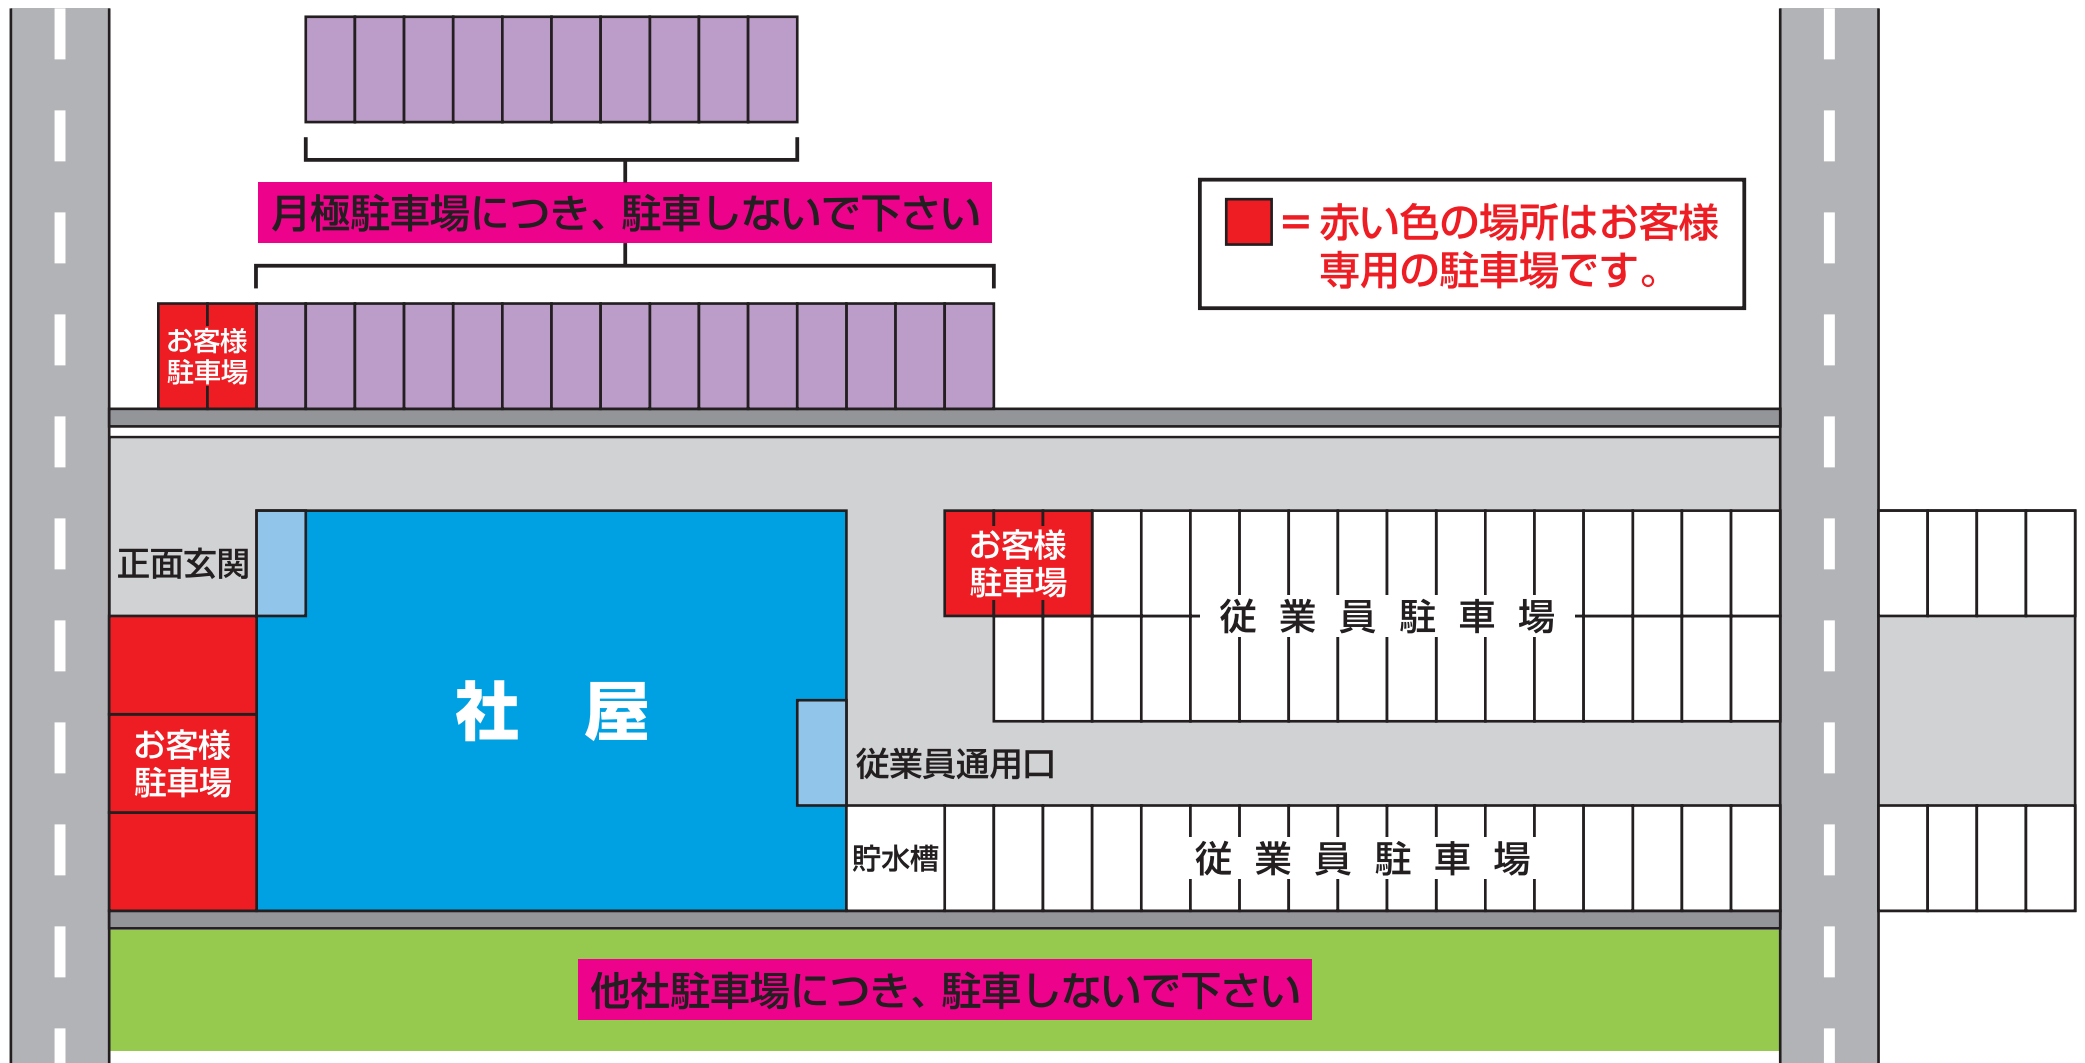 月極駐車場につき、駐車しないで下さい
=赤い色の場所はお客様
専用の駐車場です。
お客様
駐車場
正面玄関
お客様
駐車場
従業員駐車場
社屋
お客様
駐車場
従業員通用口
貯水槽
従業員駐車場
他社駐車場につき、駐車しないで下さい